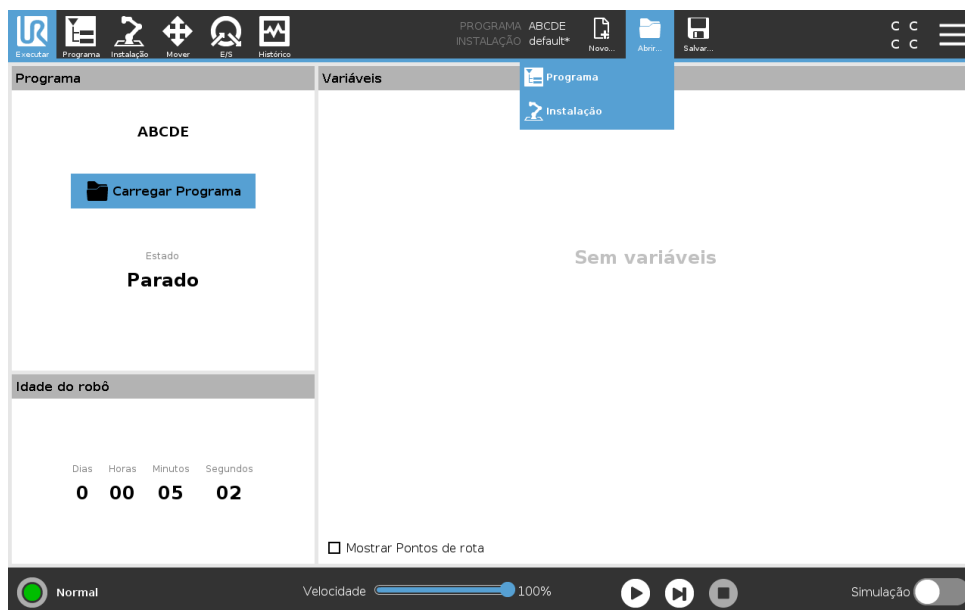 UR
Executar
Programa
Instalação
Mover
E/S
Histórico
PROGRAMA ABCDE
INSTALAÇÃO default*
Novo...
Abrir...
Salvar...
C C
C C
Programa
Instalação
Programa
ABCDE
Carregar Programa
Estado
Parado
Variáveis
Sem variáveis
Mostrar Pontos de rota
Idade do robô
Dias Horas Minutos Segundos
0 00 05 02
Normal
Velocidade 100%
Simulação